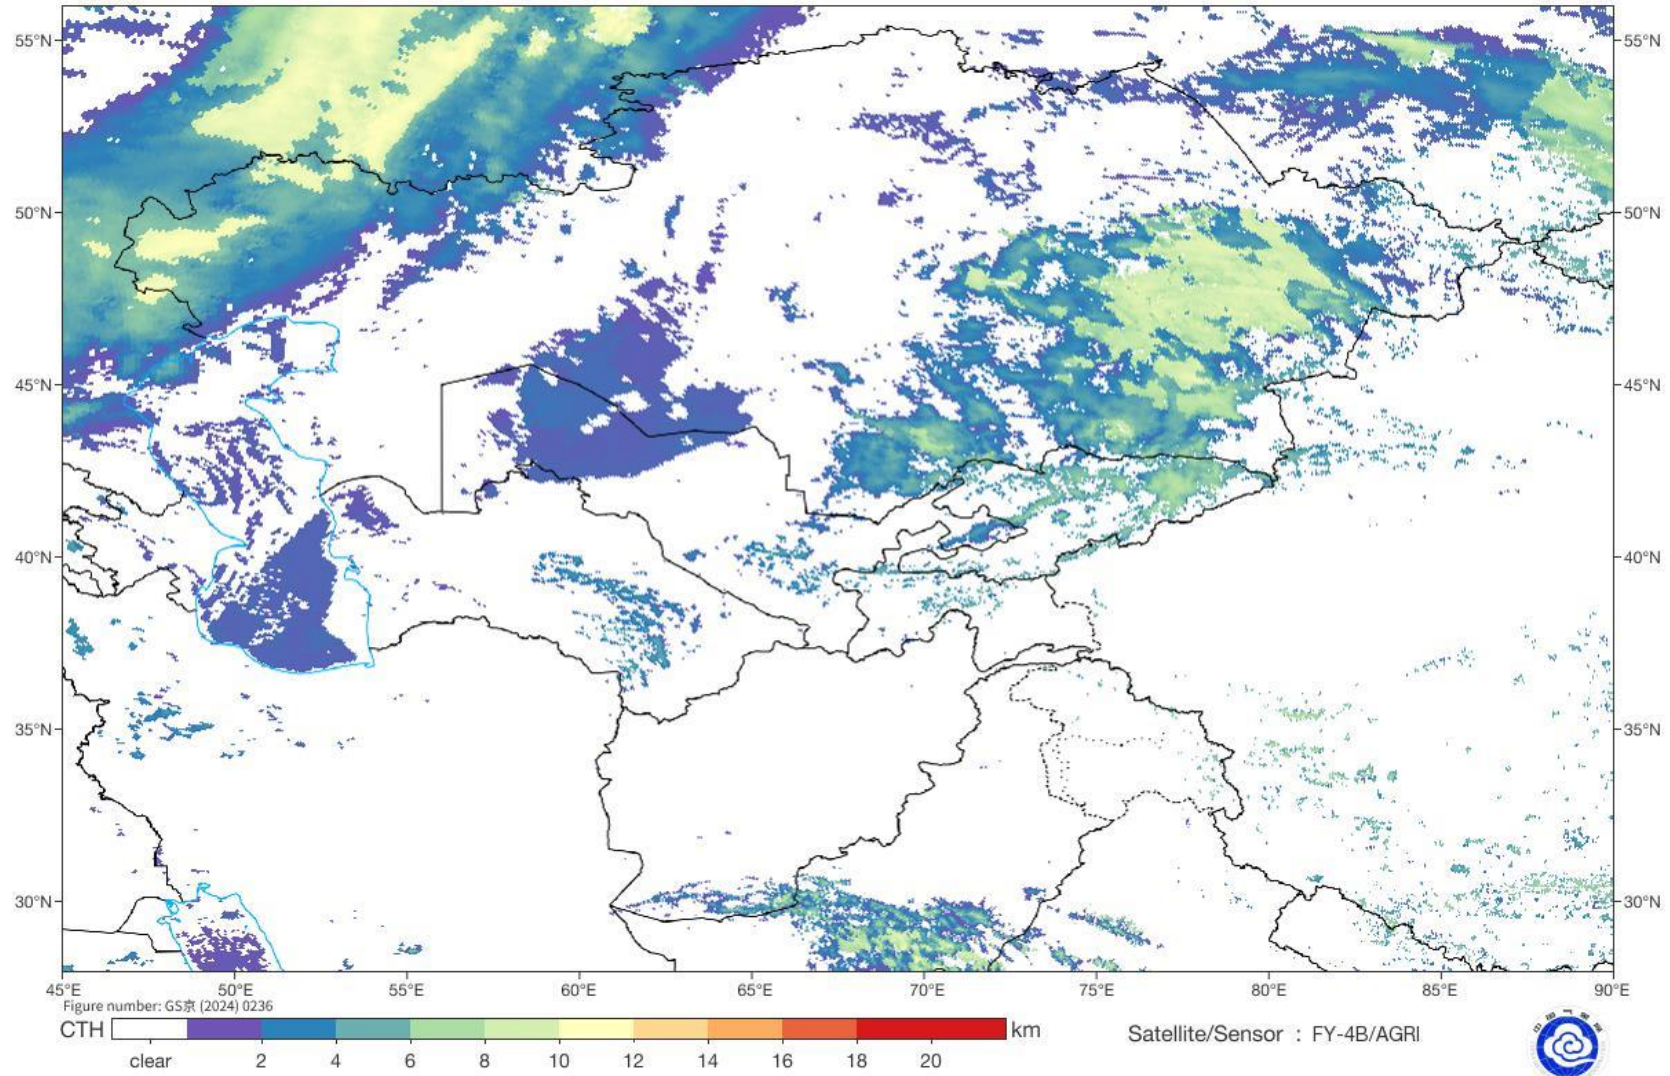 55°N
55°N
50°N
50°N
45°N
45°N
40°N
40°N
35°N
35°N
30°N
30°N
45°E
50°E
55°E
60°E
65°E
70°E
75°E
80°E
85°E
90°E
Figure number: GS京 (2024) 0236
CTH
km
clear
2
4
6
8
10
12
14
16
18
20
Satellite/Sensor : FY-4B/AGRI